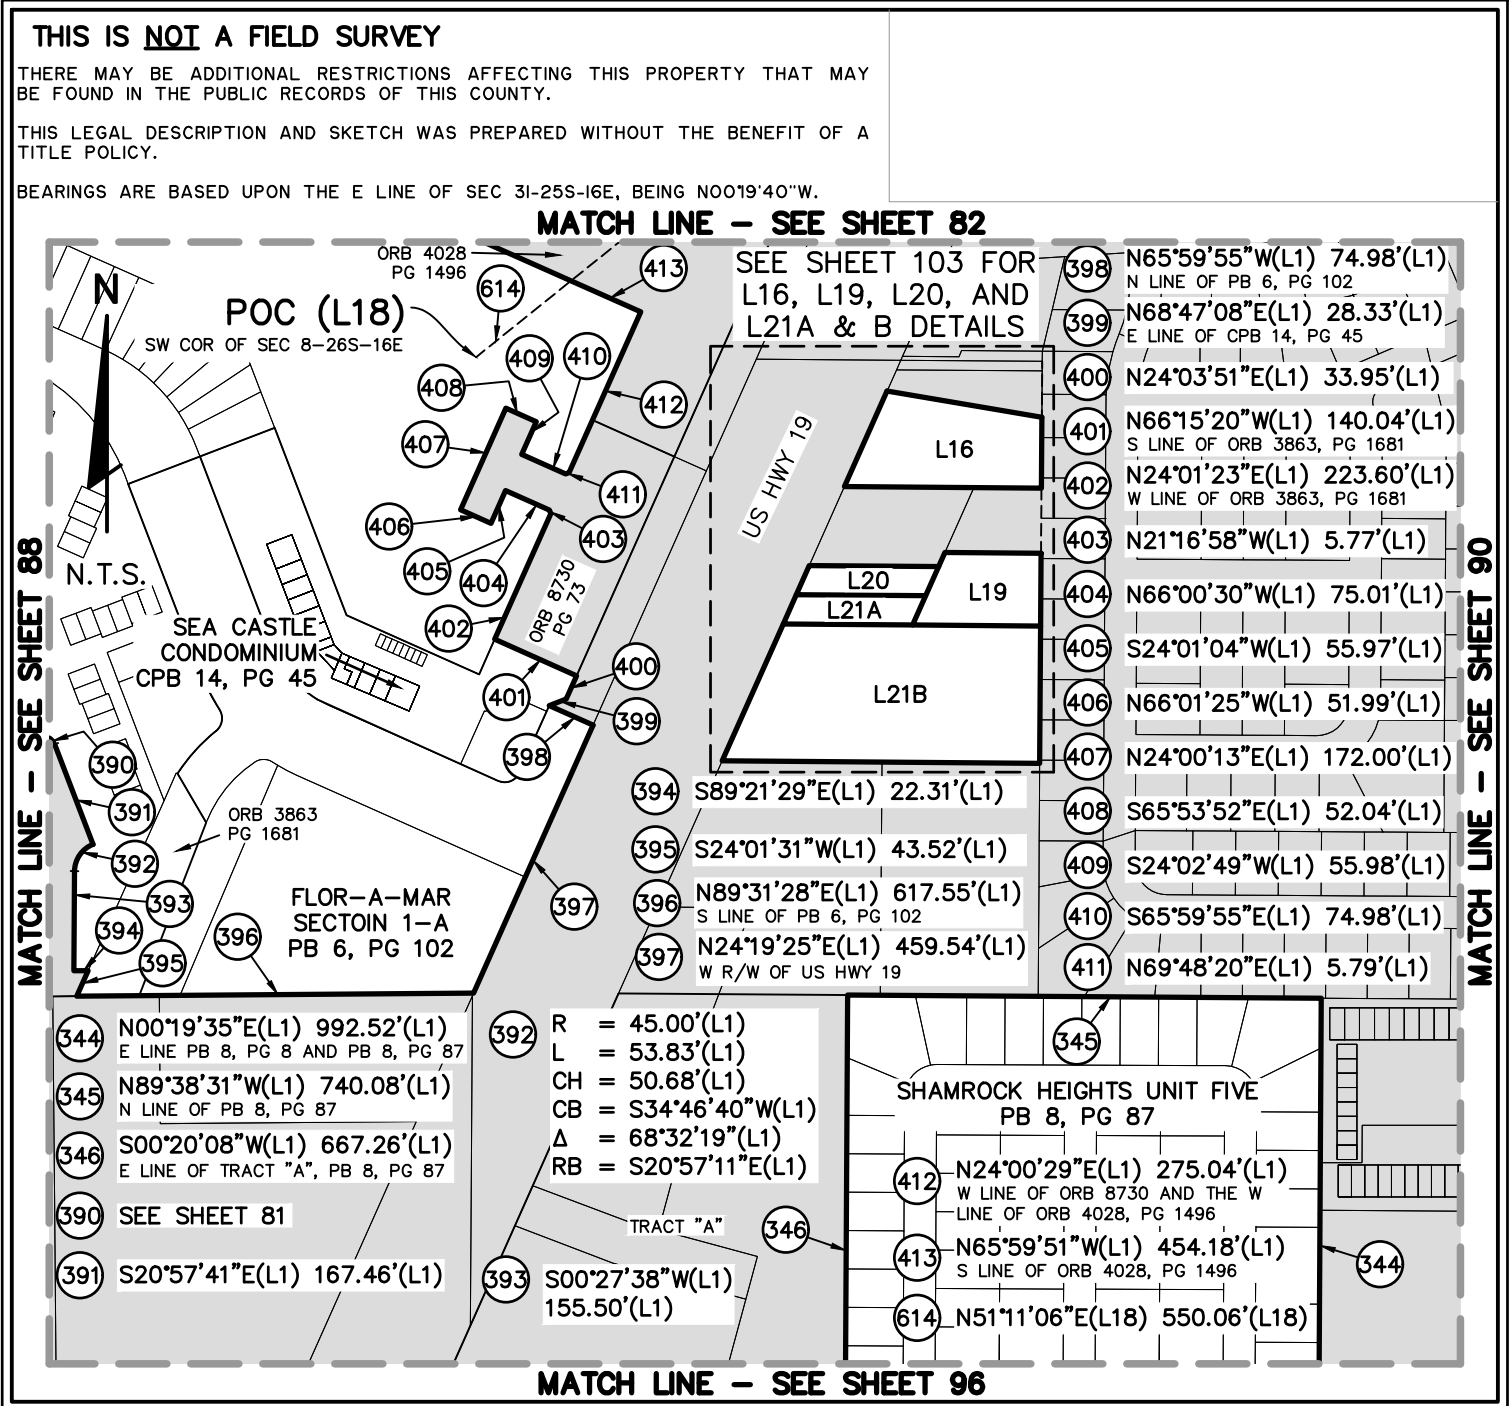 THIS IS NOT A FIELD SURVEY
THERE MAY BE ADDITIONAL RESTRICTIONS AFFECTING THIS PROPERTY THAT MAY
BE FOUND IN THE PUBLIC RECORDS OF THIS COUNTY.
THIS LEGAL DESCRIPTION AND SKETCH WAS PREPARED WITHOUT THE BENEFIT OF A
TITLE POLICY.
BEARINGS ARE BASED UPON THE E LINE OF SEC 31-25S-16E, BEING N00°19'40"W.
MATCH LINE - SEE SHEET 82
MATCH LINE - SEE SHEET 88
MATCH LINE - SEE SHEET 90
N
N.T.S.
ORB 4028
PG 1496
POC (L18)
SW COR OF SEC 8-26S-16E
614
413
409
410
408
412
407
411
406
403
405
404
402
ORB 8730
PG 73
400
401
399
398
SEA CASTLE
CONDOMINIUM
CPB 14, PG 45
390
391
392
393
394
395
396
397
ORB 3863
PG 1681
FLOR-A-MAR
SECTOIN 1-A
PB 6, PG 102
SEE SHEET 103 FOR
L16, L19, L20, AND
L21A & B DETAILS
US HWY 19
L16
L20
L19
L21A
L21B
398 N65°59'55"W(L1) 74.98'(L1)
N LINE OF PB 6, PG 102
399 N68°47'08"E(L1) 28.33'(L1)
E LINE OF CPB 14, PG 45
400 N24°03'51"E(L1) 33.95'(L1)
401 N66°15'20"W(L1) 140.04'(L1)
S LINE OF ORB 3863, PG 1681
402 N24°01'23"E(L1) 223.60'(L1)
W LINE OF ORB 3863, PG 1681
403 N21°16'58"W(L1) 5.77'(L1)
404 N66°00'30"W(L1) 75.01'(L1)
405 S24°01'04"W(L1) 55.97'(L1)
406 N66°01'25"W(L1) 51.99'(L1)
407 N24°00'13"E(L1) 172.00'(L1)
408 S65°53'52"E(L1) 52.04'(L1)
409 S24°02'49"W(L1) 55.98'(L1)
410 S65°59'55"E(L1) 74.98'(L1)
411 N69°48'20"E(L1) 5.79'(L1)
394 S89°21'29"E(L1) 22.31'(L1)
395 S24°01'31"W(L1) 43.52'(L1)
396 N89°31'28"E(L1) 617.55'(L1)
S LINE OF PB 6, PG 102
397 N24°19'25"E(L1) 459.54'(L1)
W R/W OF US HWY 19
344 N00°19'35"E(L1) 992.52'(L1)
E LINE PB 8, PG 8 AND PB 8, PG 87
345 N89°38'31"W(L1) 740.08'(L1)
N LINE OF PB 8, PG 87
346 S00°20'08"W(L1) 667.26'(L1)
E LINE OF TRACT "A", PB 8, PG 87
390 SEE SHEET 81
391 S20°57'41"E(L1) 167.46'(L1)
392 R = 45.00'(L1)
L = 53.83'(L1)
CH = 50.68'(L1)
CB = S34°46'40"W(L1)
Δ = 68°32'19"(L1)
RB = S20°57'11"E(L1)
TRACT "A"
393 S00°27'38"W(L1)
155.50'(L1)
345
SHAMROCK HEIGHTS UNIT FIVE
PB 8, PG 87
346
344
412 N24°00'29"E(L1) 275.04'(L1)
W LINE OF ORB 8730 AND THE W
LINE OF ORB 4028, PG 1496
413 N65°59'51"W(L1) 454.18'(L1)
S LINE OF ORB 4028, PG 1496
614 N51°11'06"E(L18) 550.06'(L18)
MATCH LINE - SEE SHEET 96